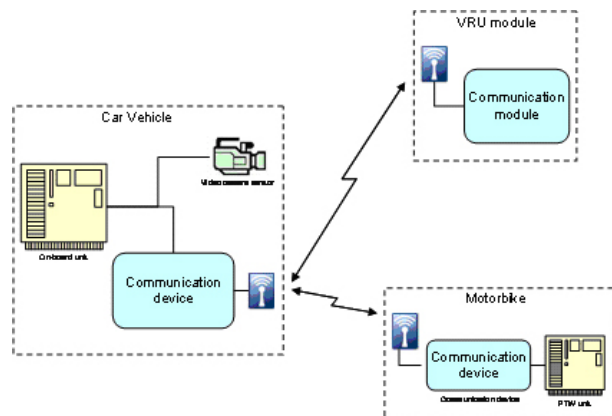 VRU module
Communication
module
Car Vehicle
Video camera sensor
On-board unit
Communication
device
Motorbike
Communication
device
Communication device
PTW unit